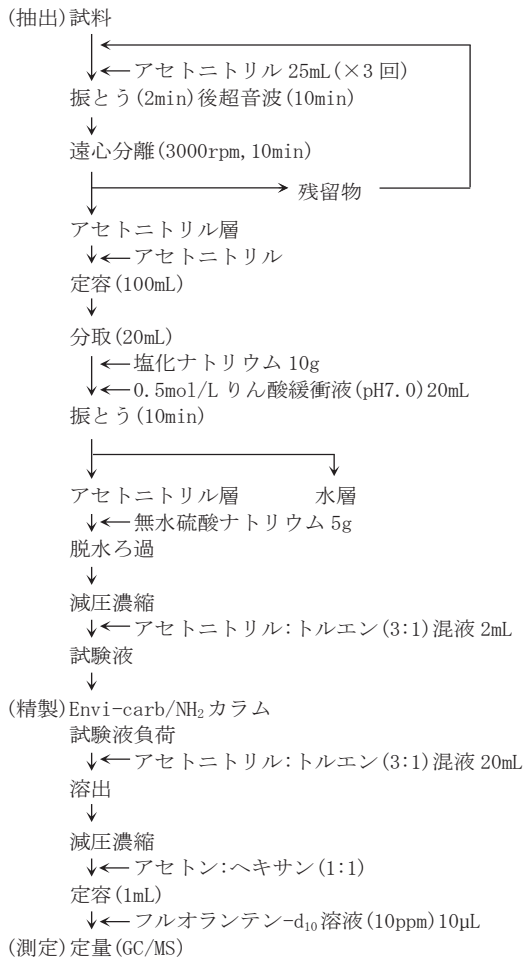 (抽出)試料
アセトニトリル 25mL(×3 回)
振とう(2min)後超音波(10min)
遠心分離(3000rpm,10min)
残留物
アセトニトリル層
アセトニトリル
定容(100mL)
分取(20mL)
塩化ナトリウム 10g
0.5mol/L りん酸緩衝液(pH7.0)20mL
振とう(10min)
アセトニトリル層 水層
無水硫酸ナトリウム 5g
脱水ろ過
減圧濃縮
アセトニトリル:トルエン(3:1)混液 2mL
試験液
(精製)Envi-carb/NH₂カラム
試験液負荷
アセトニトリル:トルエン(3:1)混液 20mL
溶出
減圧濃縮
アセトン:ヘキサン(1:1)
定容(1mL)
フルオランテン-d₁₀溶液(10ppm)10µL
(測定)定量(GC/MS)